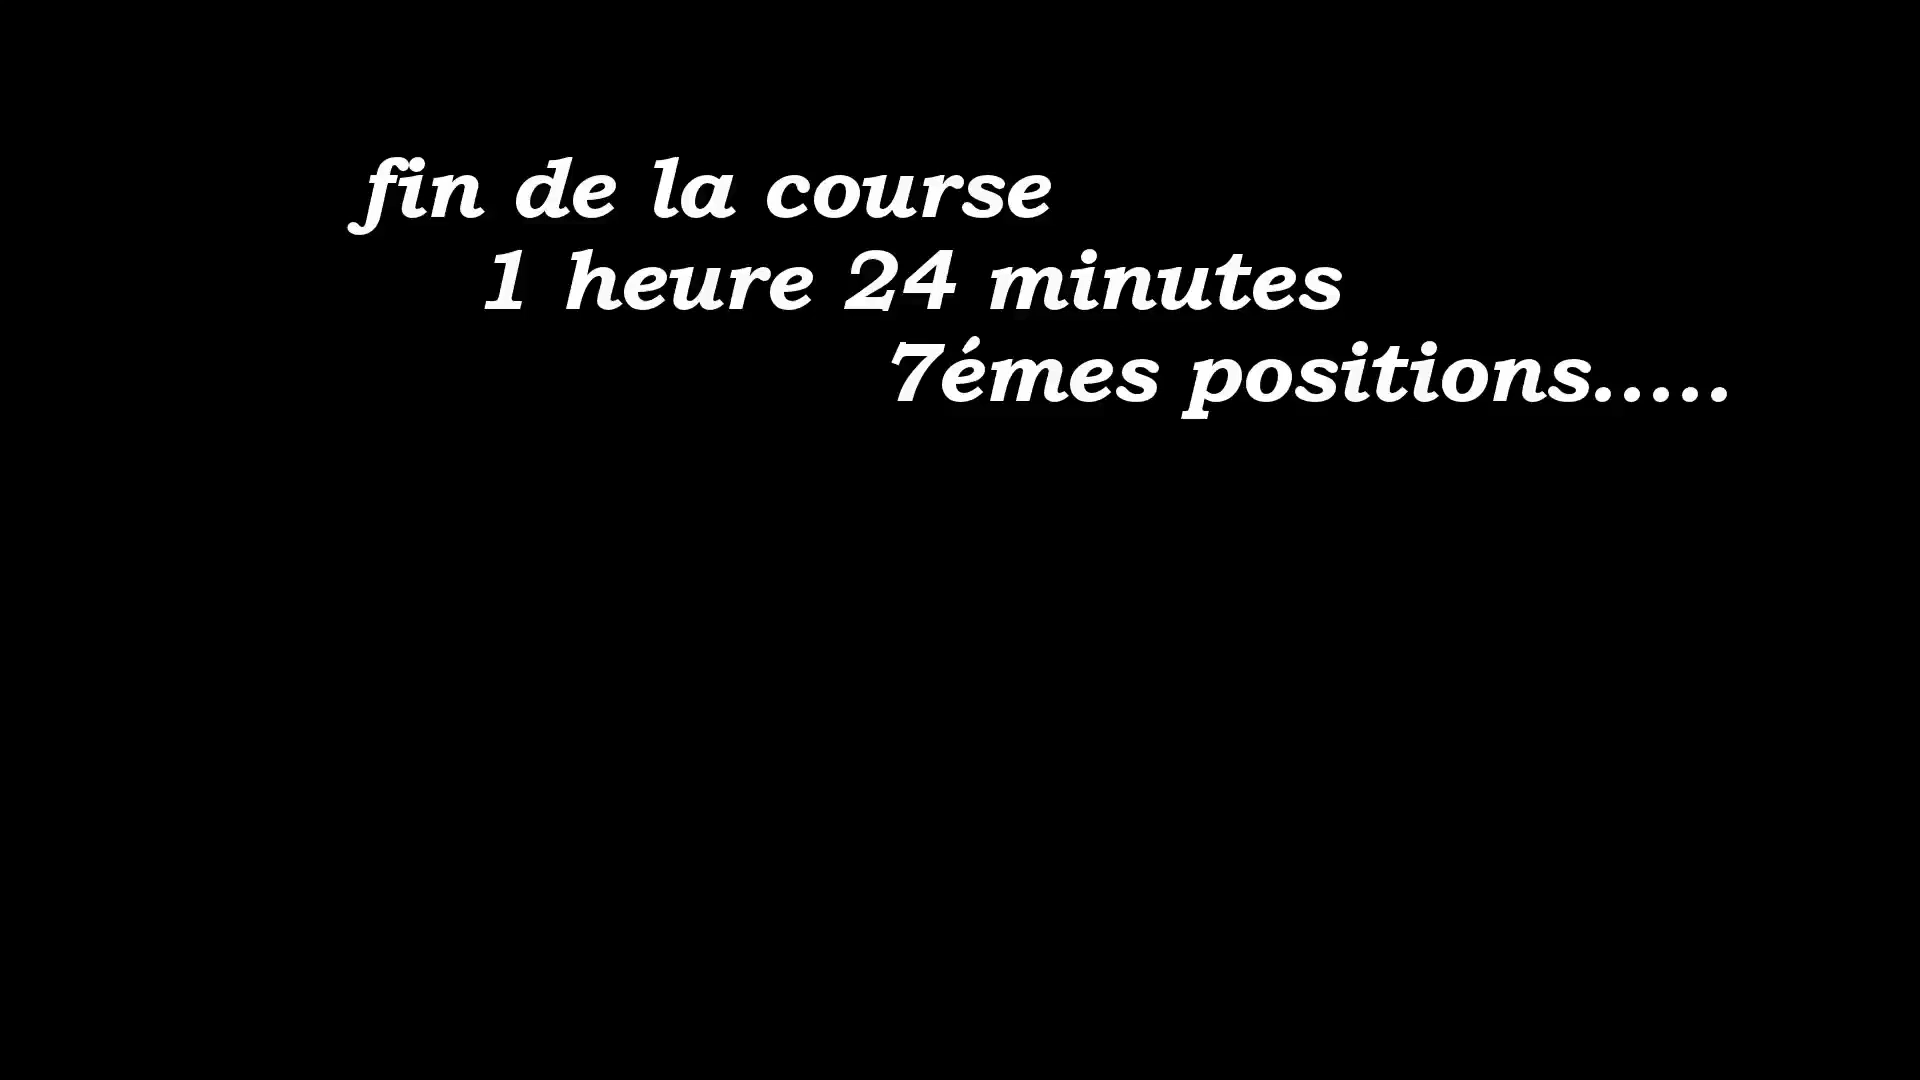 fin de la course
1 heure 24 minutes
7émes positions.....